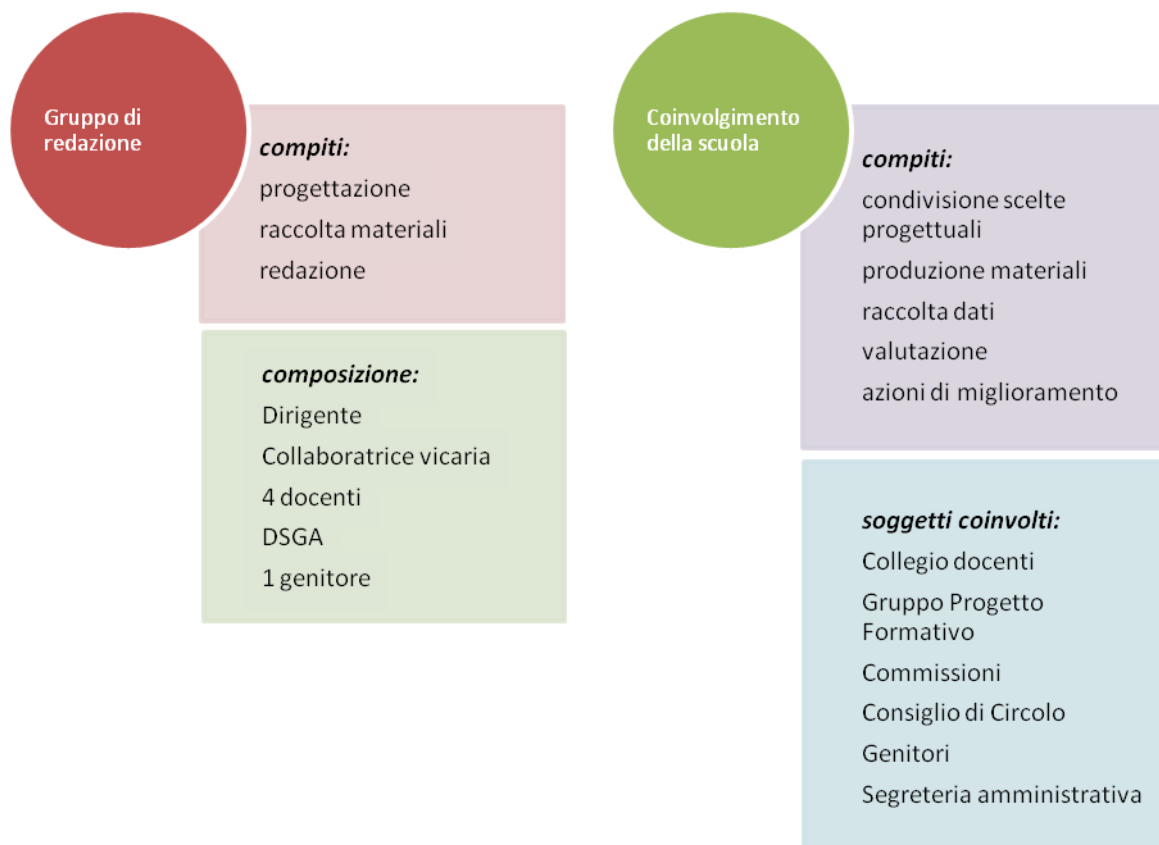 Gruppo di
redazione
compiti:
progettazione
raccolta materiali
redazione
composizione:
Dirigente
Collaboratrice vicaria
4 docenti
DSGA
1 genitore
Coinvolgimento
della scuola
compiti:
condivisione scelte
progettuali
produzione materiali
raccolta dati
valutazione
azioni di miglioramento
soggetti coinvolti:
Collegio docenti
Gruppo Progetto
Formativo
Commissioni
Consiglio di Circolo
Genitori
Segreteria amministrativa